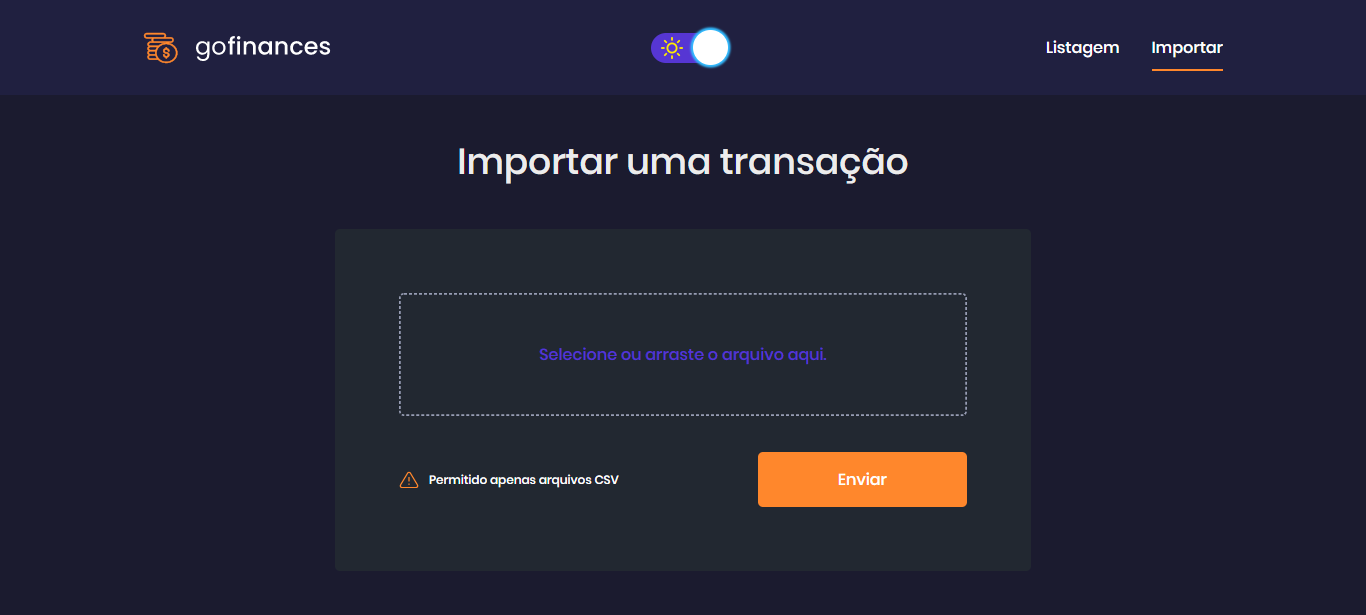 gofinances
Listagem
Importar
Importar uma transação
Selecione ou arraste o arquivo aqui.
Permitido apenas arquivos CSV
Enviar